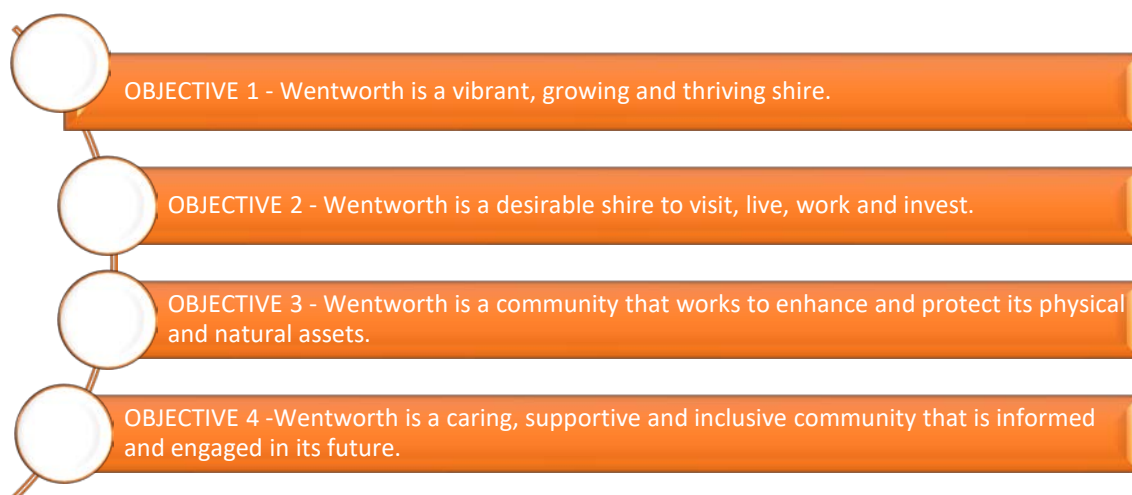 OBJECTIVE 1 - Wentworth is a vibrant, growing and thriving shire.
OBJECTIVE 2 - Wentworth is a desirable shire to visit, live, work and invest.
OBJECTIVE 3 - Wentworth is a community that works to enhance and protect its physical
and natural assets.
OBJECTIVE 4 -Wentworth is a caring, supportive and inclusive community that is informed
and engaged in its future.